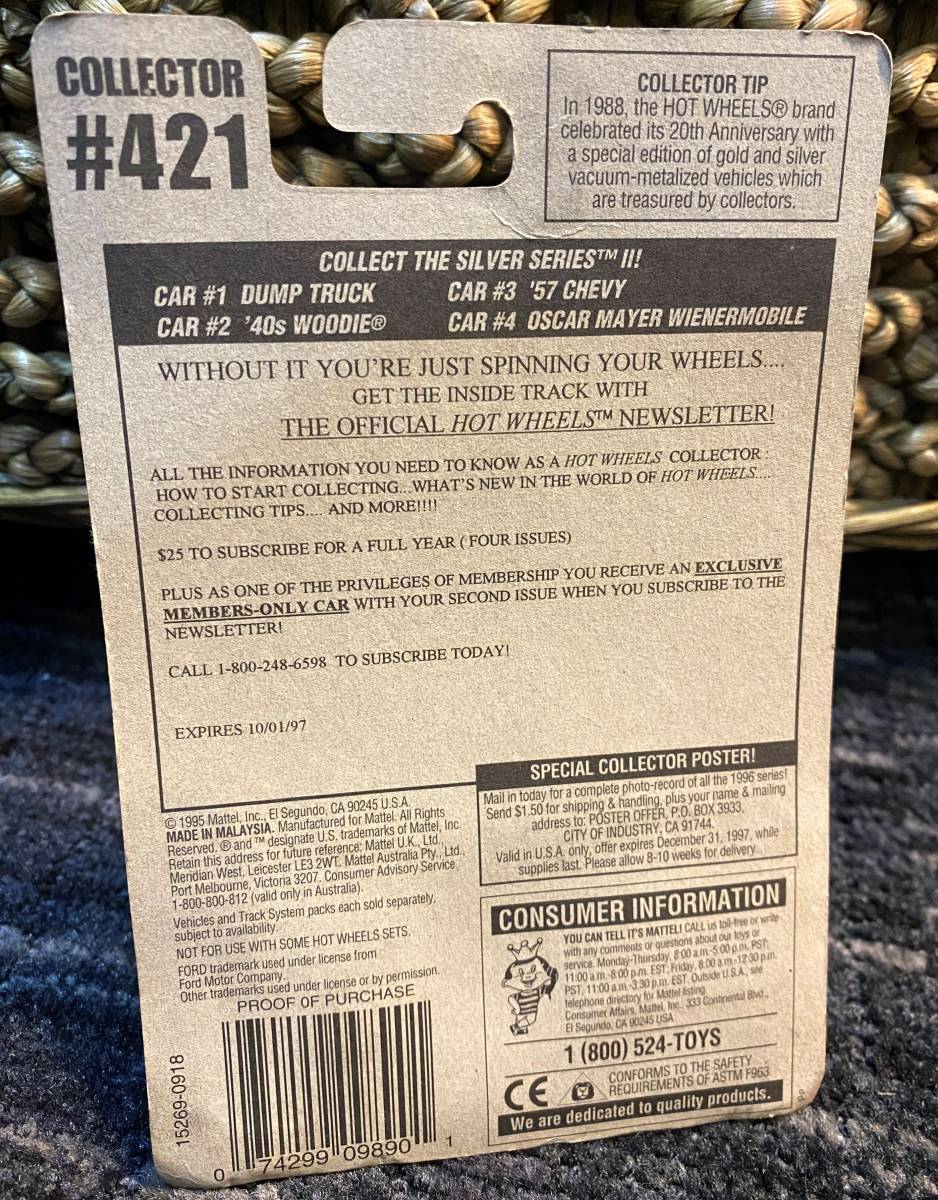 COLLECTOR
#421
COLLECTOR TIP
In 1988, the HOT WHEELS® brand
celebrated its 20th Anniversary with
a special edition of gold and silver
vacuum-metalized vehicles which
are treasured by collectors.
COLLECT THE SILVER SERIES™ II!
CAR #1 DUMP TRUCK
CAR #2 '40s WOODIE®
CAR #3 '57 CHEVY
CAR #4 OSCAR MAYER WIENERMOBILE
WITHOUT IT YOU'RE JUST SPINNING YOUR WHEELS....
GET THE INSIDE TRACK WITH
THE OFFICIAL HOT WHEELS™ NEWSLETTER!
ALL THE INFORMATION YOU NEED TO KNOW AS A HOT WHEELS COLLECTOR :
HOW TO START COLLECTING...WHAT'S NEW IN THE WORLD OF HOT WHEELS....
COLLECTING TIPS.... AND MORE!!!!
$25 TO SUBSCRIBE FOR A FULL YEAR ( FOUR ISSUES)
PLUS AS ONE OF THE PRIVILEGES OF MEMBERSHIP YOU RECEIVE AN EXCLUSIVE
MEMBERS-ONLY CAR WITH YOUR SECOND ISSUE WHEN YOU SUBSCRIBE TO THE
NEWSLETTER!
CALL 1-800-248-6598 TO SUBSCRIBE TODAY!
EXPIRES 10/01/97
© 1995 Mattel, Inc., El Segundo, CA 90245 U.S.A.
MADE IN MALAYSIA. Manufactured for Mattel. All Rights
Reserved. ® and ™ designate U.S. trademarks of Mattel, Inc.
Retain this address for future reference: Mattel U.K., Ltd.,
Meridian West, Leicester LE3 2WT. Mattel Australia Pty., Ltd.,
Port Melbourne, Victoria 3207. Consumer Advisory Service,
1-800-800-812 (valid only in Australia).
Vehicles and Track System packs each sold separately,
subject to availability.
NOT FOR USE WITH SOME HOT WHEELS SETS.
FORD trademark used under license from
Ford Motor Company.
Other trademarks used under license or by permission.
PROOF OF PURCHASE
15269-0918
0 74299 09890 1
SPECIAL COLLECTOR POSTER!
Mail in today for a complete photo-record of all the 1996 series!
Send $1.50 for shipping & handling, plus your name & mailing
address to: POSTER OFFER, P.O. BOX 3933,
CITY OF INDUSTRY, CA 91744.
Valid in U.S.A. only, offer expires December 31, 1997, while
supplies last. Please allow 8-10 weeks for delivery.
CONSUMER INFORMATION
YOU CAN TELL IT'S MATTEL! CALL us toll-free or write
with any comments or questions about our toys or
service. Monday-Thursday, 8:00 a.m.-5:00 p.m. PST;
11:00 a.m.-8:00 p.m. EST; Friday, 8:00 a.m.-12:30 p.m.
PST, 11:00 a.m.-3:30 p.m. EST. Outside U.S.A., see
telephone directory for Mattel listing.
Consumer Affairs, Mattel, Inc., 333 Continental Blvd.,
El Segundo, CA 90245 USA
1 (800) 524-TOYS
CE
CONFORMS TO THE SAFETY
REQUIREMENTS OF ASTM F963.
We are dedicated to quality products.